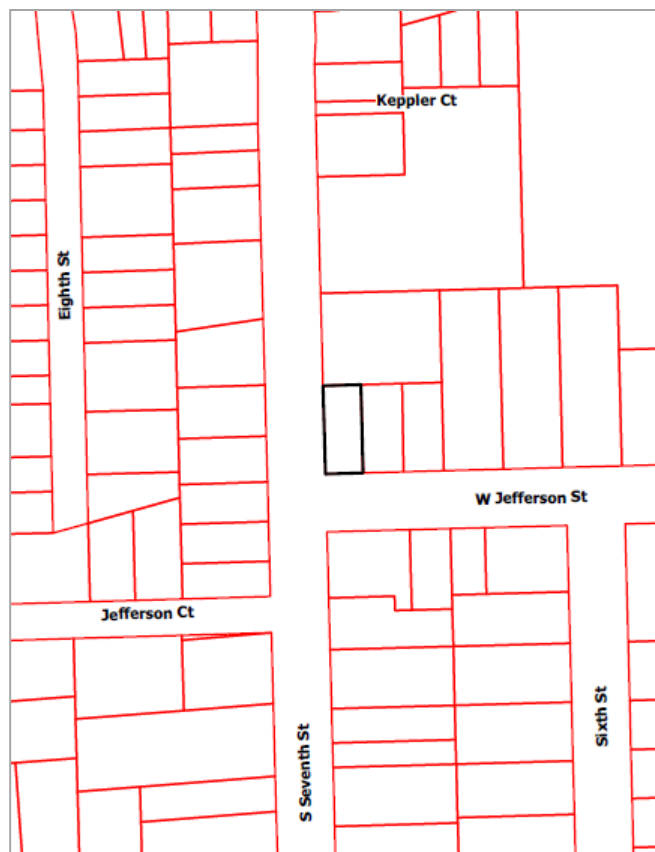 Keppler Ct
Eighth St
W Jefferson St
Jefferson Ct
Sixth St
S Seventh St